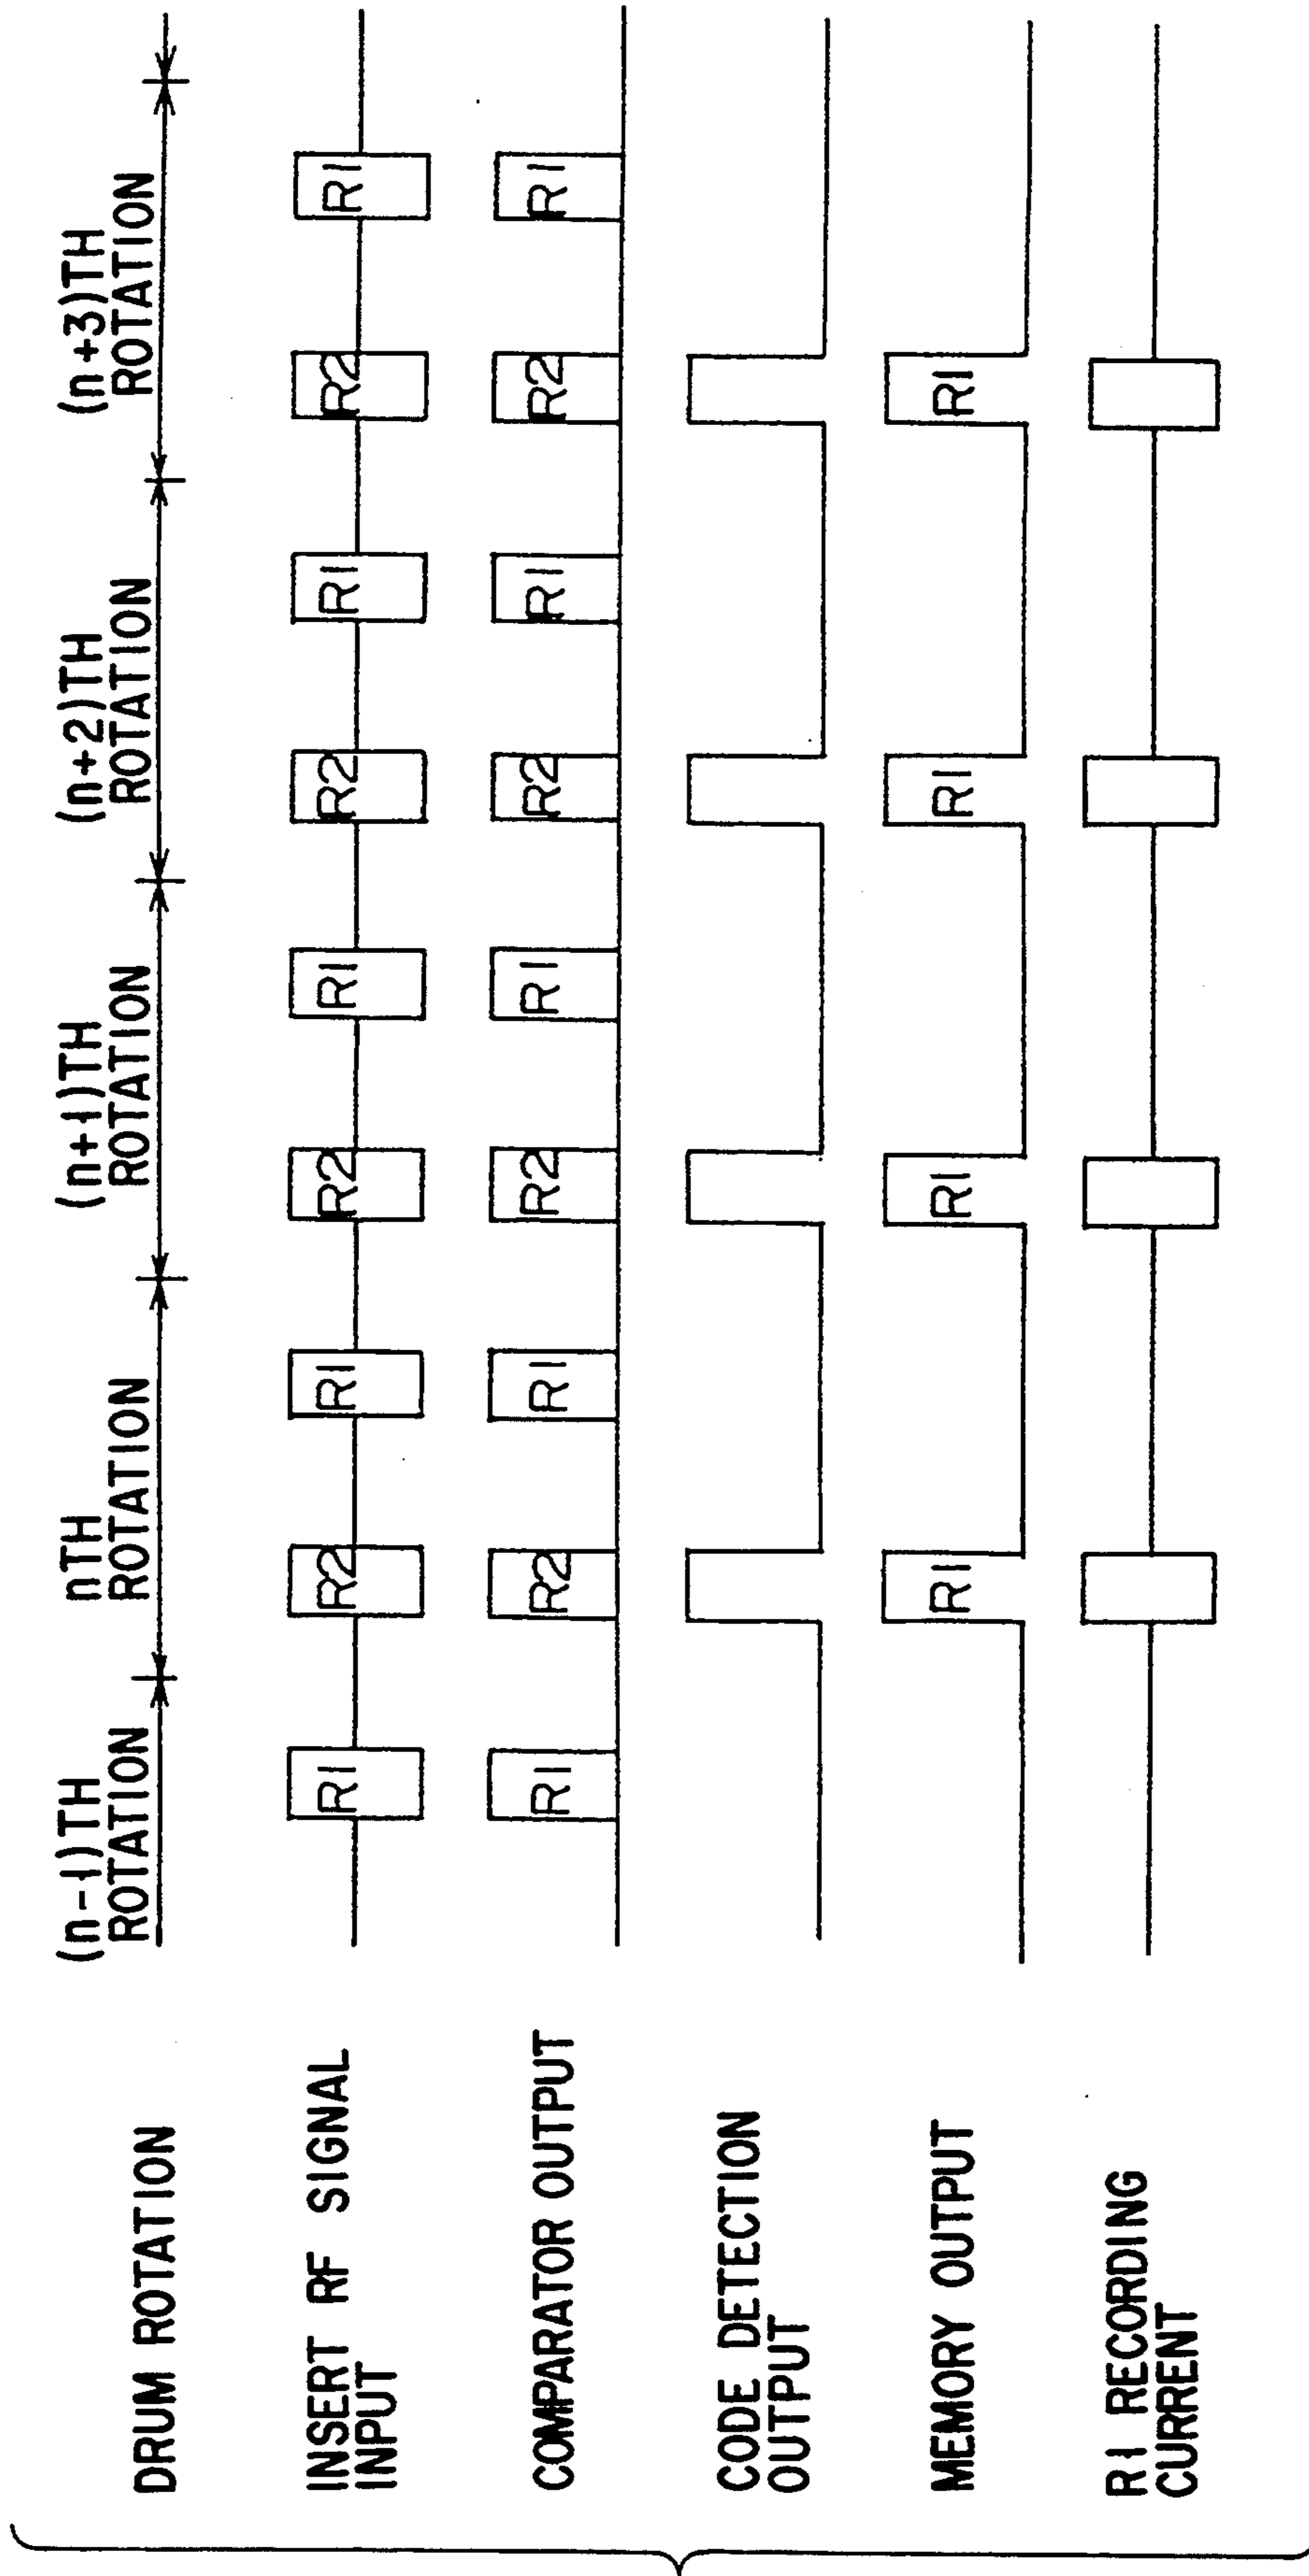 DRUM ROTATION
(n-1)TH
ROTATION
nTH
ROTATION
(n+1)TH
ROTATION
(n+2)TH
ROTATION
(n+3)TH
ROTATION
INSERT RF SIGNAL
INPUT
R1
R2
R1
R2
R1
R2
R1
R2
R1
COMPARATOR OUTPUT
R1
R2
R1
R2
R1
R2
R1
R2
R1
CODE DETECTION
OUTPUT
MEMORY OUTPUT
R1
R1
R1
R1
R1 RECORDING
CURRENT